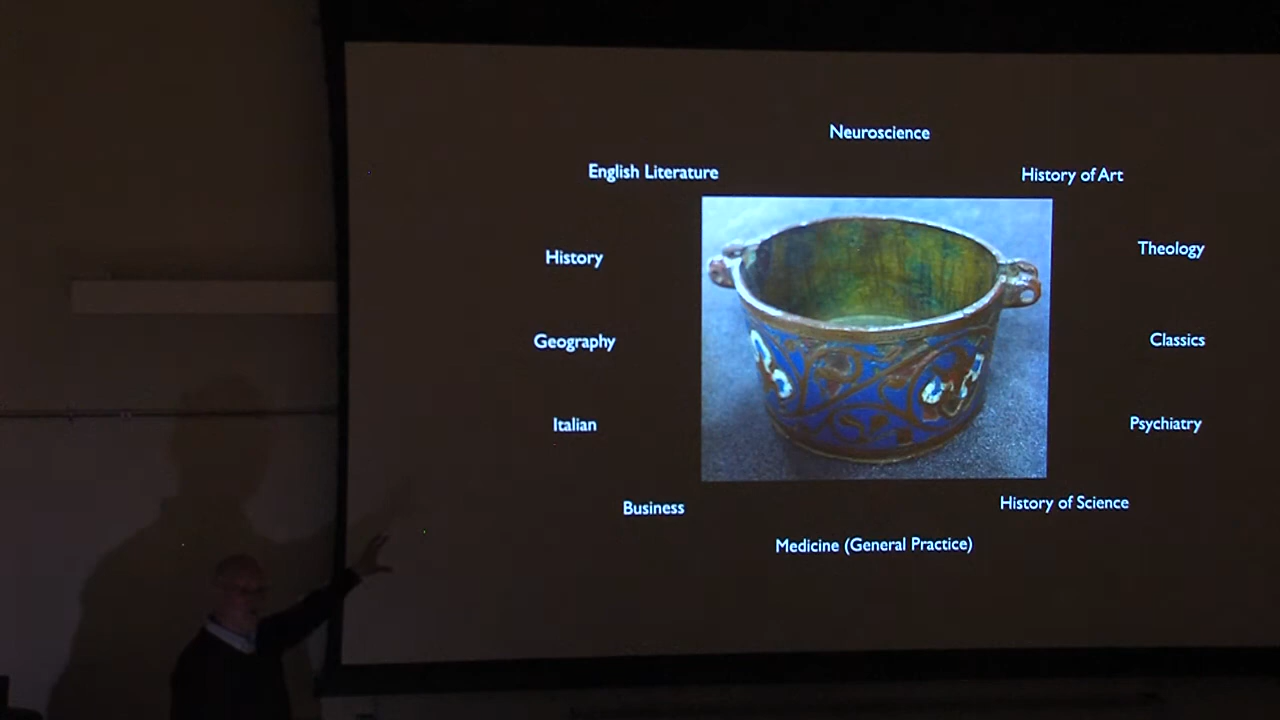 Neuroscience
English Literature
History of Art
History
Theology
Geography
Classics
Italian
Psychiatry
Business
History of Science
Medicine (General Practice)